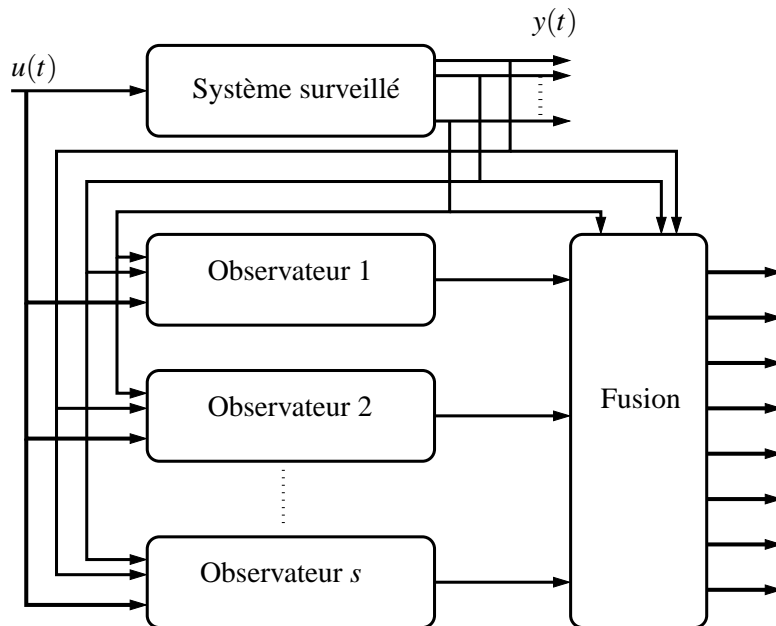 y(t)
u(t)
Système surveillé
Observateur 1
Observateur 2
Fusion
Observateur s